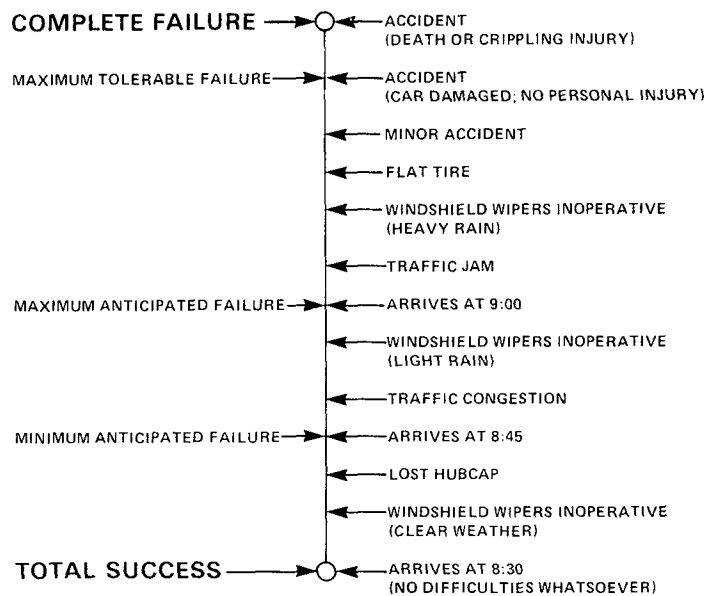 COMPLETE FAILURE
ACCIDENT
(DEATH OR CRIPPLING INJURY)
MAXIMUM TOLERABLE FAILURE
ACCIDENT
(CAR DAMAGED; NO PERSONAL INJURY)
MINOR ACCIDENT
FLAT TIRE
WINDSHIELD WIPERS INOPERATIVE
(HEAVY RAIN)
TRAFFIC JAM
MAXIMUM ANTICIPATED FAILURE
ARRIVES AT 9:00
WINDSHIELD WIPERS INOPERATIVE
(LIGHT RAIN)
TRAFFIC CONGESTION
MINIMUM ANTICIPATED FAILURE
ARRIVES AT 8:45
LOST HUBCAP
WINDSHIELD WIPERS INOPERATIVE
(CLEAR WEATHER)
TOTAL SUCCESS
ARRIVES AT 8:30
(NO DIFFICULTIES WHATSOEVER)